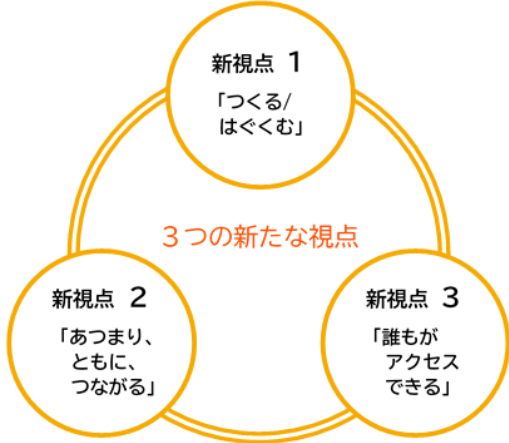 新視点 1
「つくる/
はぐくむ」
3つの新たな視点
新視点 2
「あつまり、
ともに、
つながる」
新視点 3
「誰もが
アクセス
できる」